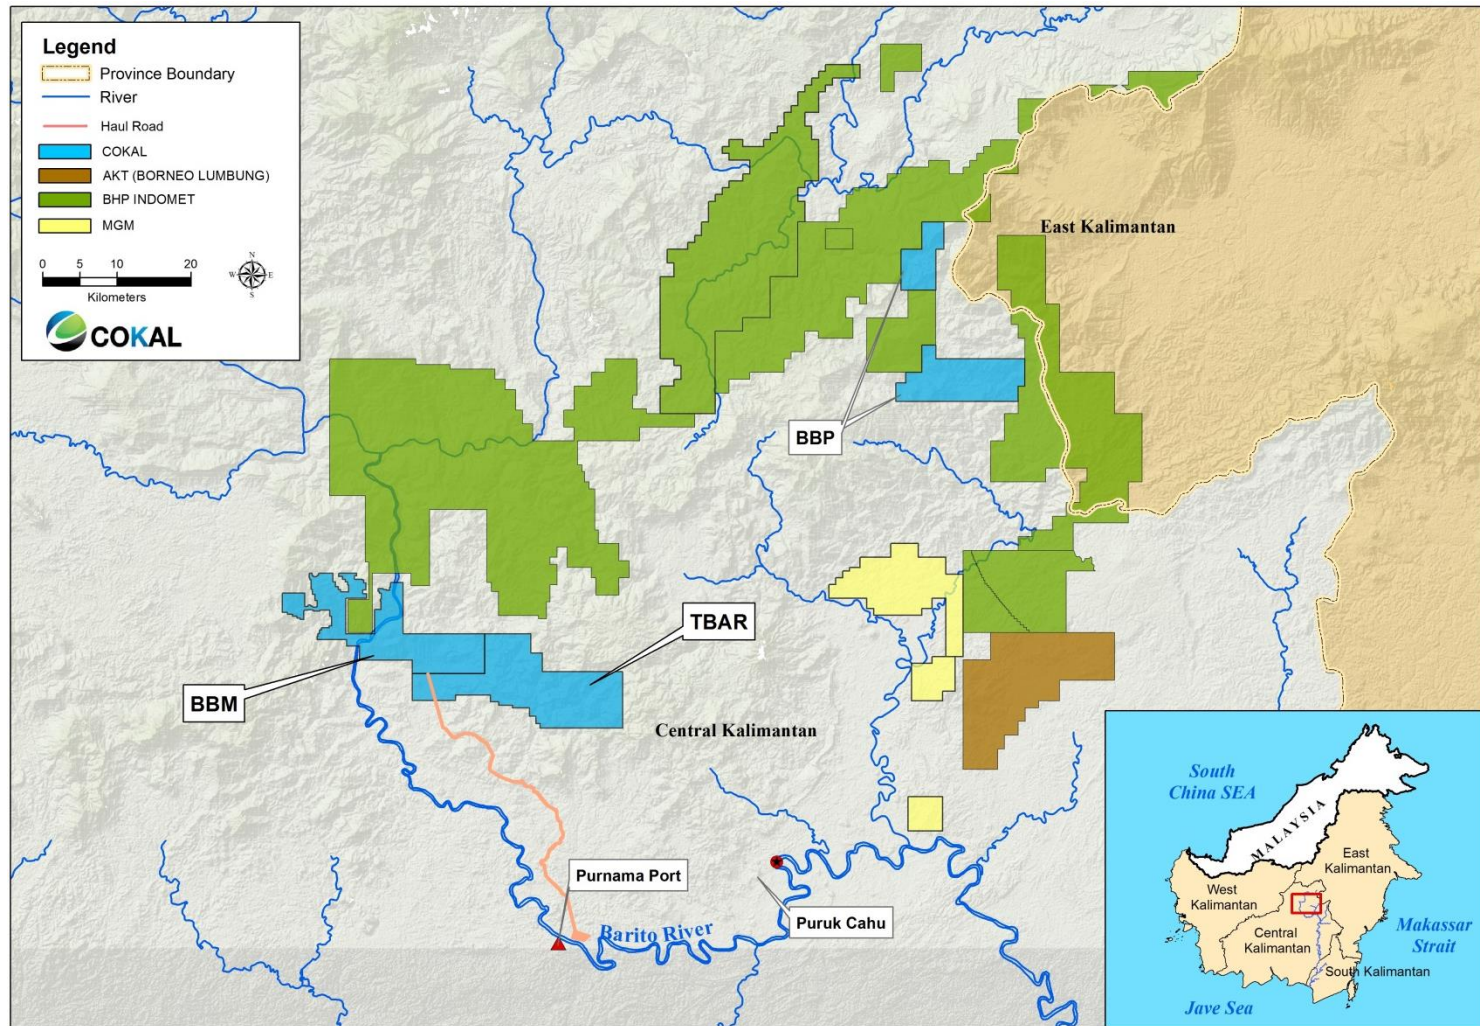 Legend
Province Boundary
River
Haul Road
COKAL
AKT (BORNEO LUMBUNG)
BHP INDOMET
MGM
0 5 10 20
Kilometers
N
W E
S
COKAL
East Kalimantan
BBP
TBAR
BBM
Central Kalimantan
Purnama Port
Puruk Cahu
Barito River
South
China SEA
MALAYSIA
East
Kalimantan
West
Kalimantan
Central
Kalimantan
Makassar
Strait
South Kalimantan
Jave Sea